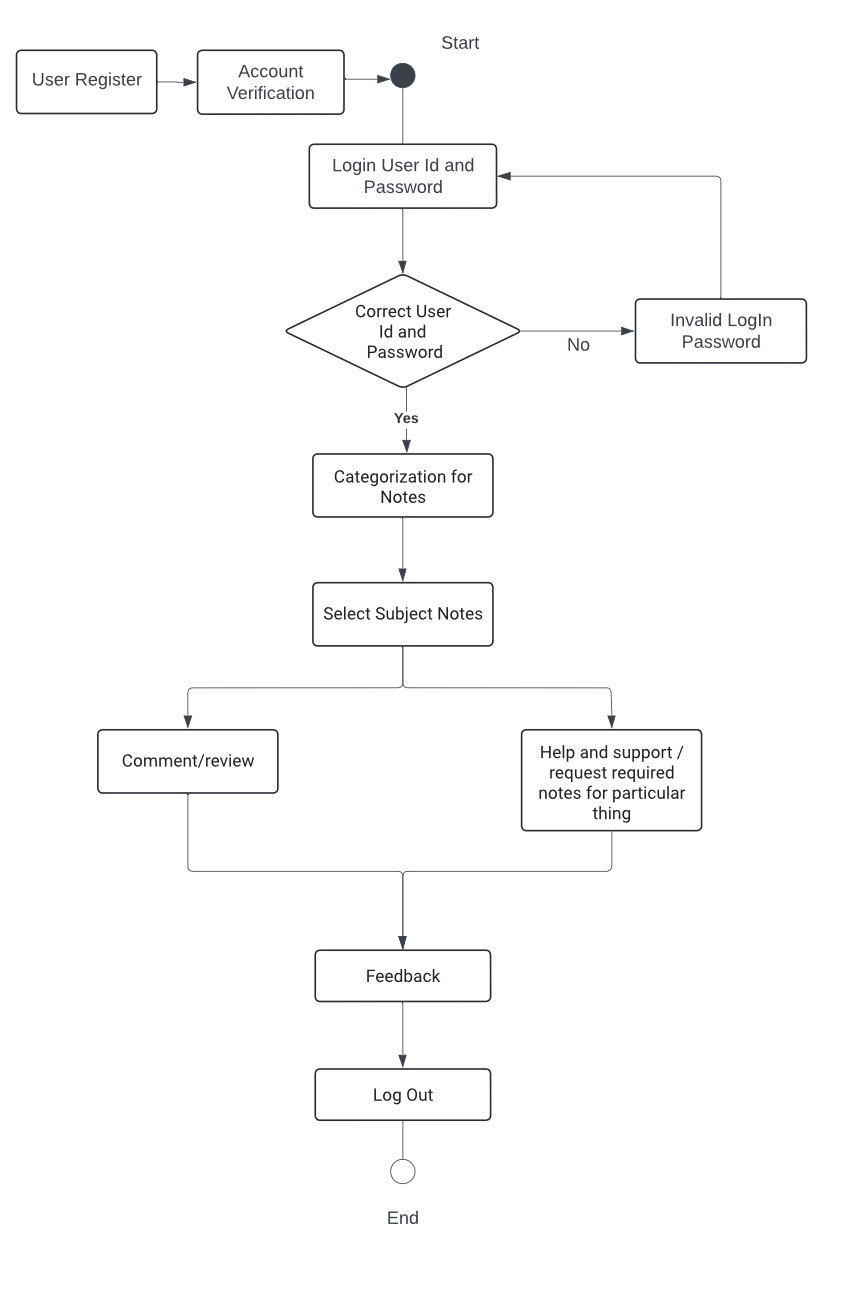 Start
User Register
Account
Verification
Login User Id and
Password
Correct User
Id and
Password
No
Invalid LogIn
Password
Yes
Categorization for
Notes
Select Subject Notes
Comment/review
Help and support /
request required
notes for particular
thing
Feedback
Log Out
End